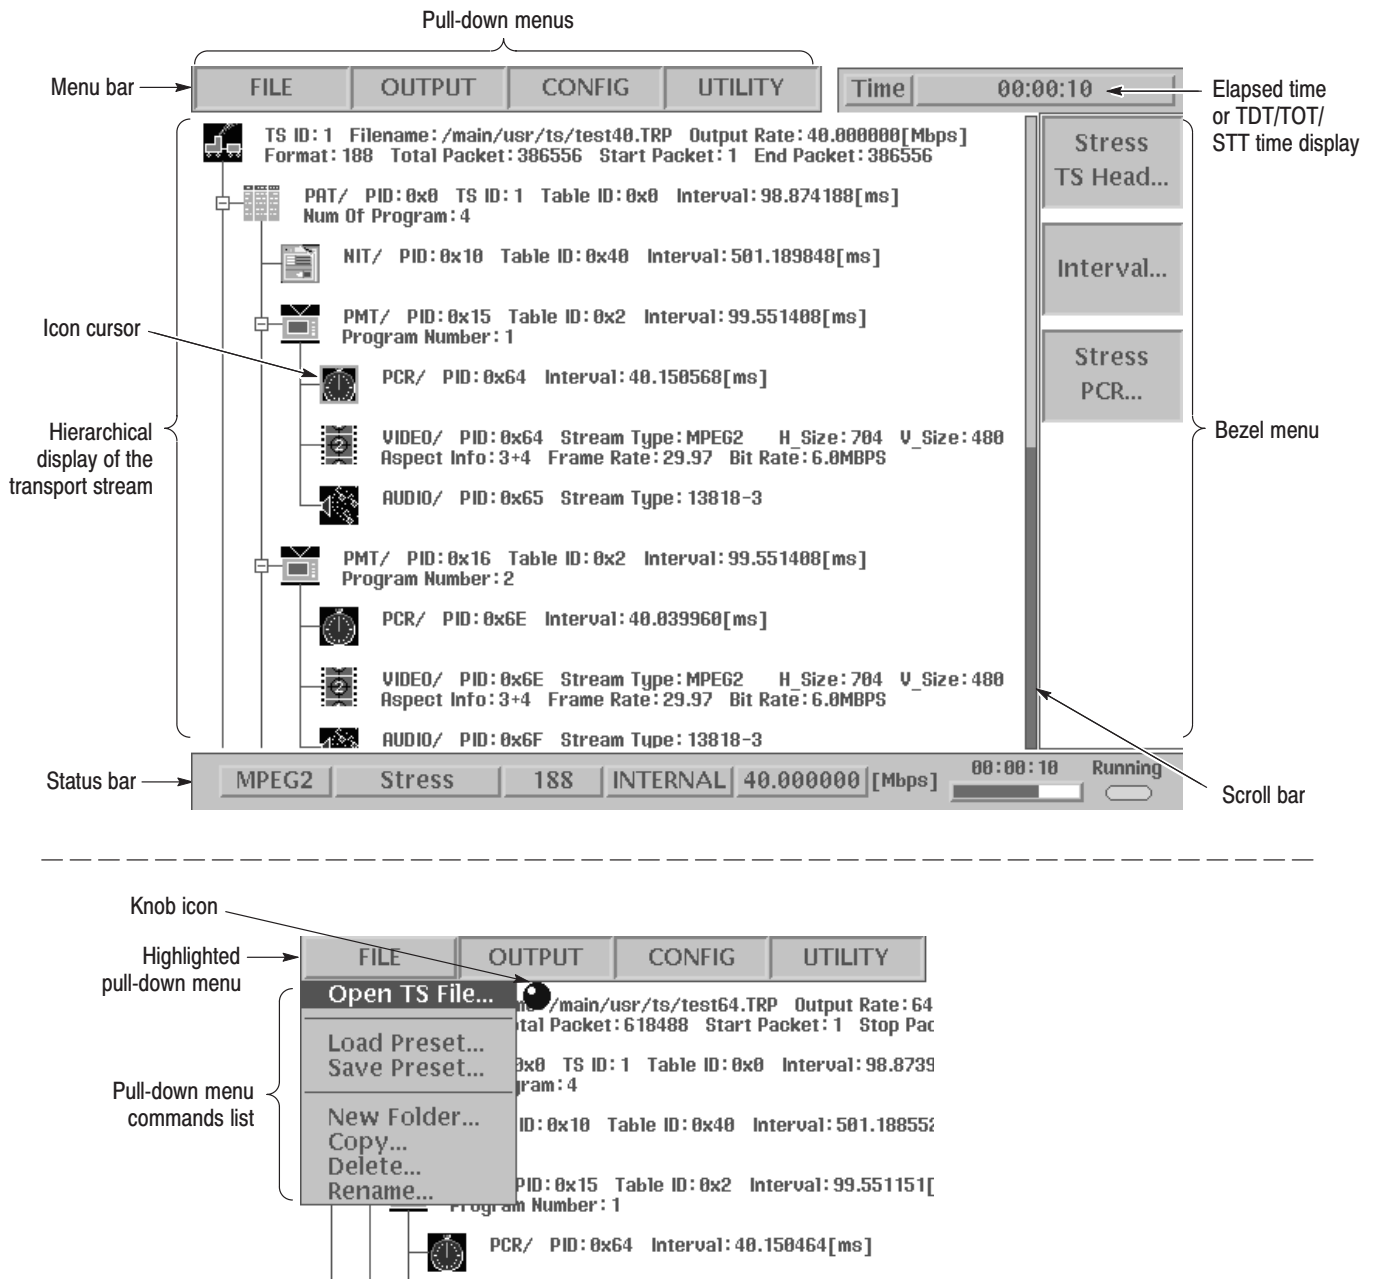 Pull-down menus
Menu bar
FILE OUTPUT CONFIG UTILITY Time 00:00:10
Elapsed time
or TDT/TOT/
STT time display
TS ID:1 Filename:/main/usr/ts/test40.TRP Output Rate:40.000000[Mbps]
Format:188 Total Packet:386556 Start Packet:1 End Packet:386556
Stress
TS Head...
PAT/ PID:0x0 TS ID:1 Table ID:0x0 Interval:98.874188[ms]
Num Of Program:4
NIT/ PID:0x10 Table ID:0x40 Interval:501.189848[ms]
Interval...
Icon cursor
PMT/ PID:0x15 Table ID:0x2 Interval:99.551408[ms]
Program Number:1
Stress
PCR...
PCR/ PID:0x64 Interval:40.150568[ms]
Hierarchical
display of the
transport stream
VIDEO/ PID:0x64 Stream Type:MPEG2 H_Size:704 V_Size:480
Aspect Info:3+4 Frame Rate:29.97 Bit Rate:6.0MBPS
Bezel menu
AUDIO/ PID:0x65 Stream Type:13818-3
PMT/ PID:0x16 Table ID:0x2 Interval:99.551408[ms]
Program Number:2
PCR/ PID:0x6E Interval:40.039960[ms]
VIDEO/ PID:0x6E Stream Type:MPEG2 H_Size:704 V_Size:480
Aspect Info:3+4 Frame Rate:29.97 Bit Rate:6.0MBPS
AUDIO/ PID:0x6F Stream Type:13818-3
Status bar
MPEG2 Stress 188 INTERNAL 40.000000 [Mbps] 00:00:10 Running
Scroll bar
Knob icon
Highlighted
pull-down menu
FILE OUTPUT CONFIG UTILITY
Open TS File...
/main/usr/ts/test64.TRP Output Rate:64
tal Packet:618488 Start Packet:1 Stop Pac
Load Preset...
Save Preset...
0x0 TS ID:1 Table ID:0x0 Interval:98.8739
gram:4
Pull-down menu
commands list
New Folder...
Copy...
Delete...
Rename...
ID:0x10 Table ID:0x40 Interval:501.188552
PID:0x15 Table ID:0x2 Interval:99.551151[
Program Number:1
PCR/ PID:0x64 Interval:40.150464[ms]